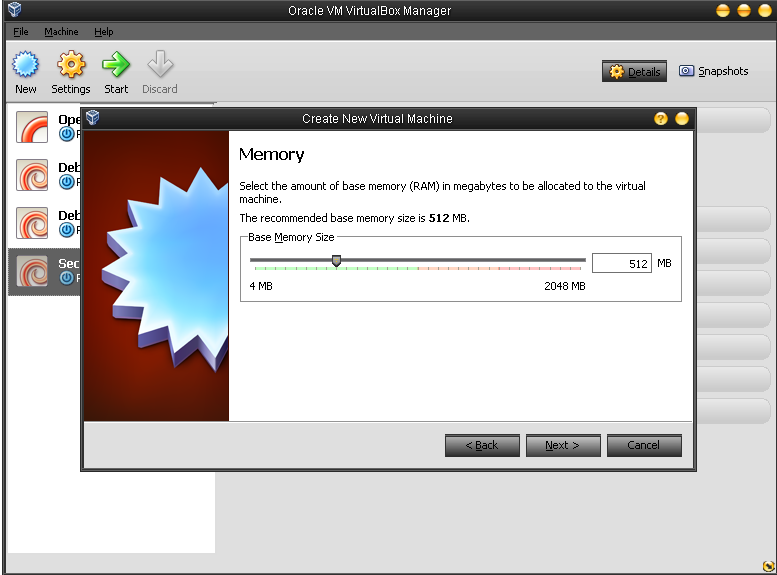 Oracle VM VirtualBox Manager
File Machine Help
New Settings Start Discard
Details Snapshots
Ope
Deb
Deb
Sec
Create New Virtual Machine
Memory
Select the amount of base memory (RAM) in megabytes to be allocated to the virtual
machine.
The recommended base memory size is 512 MB.
Base Memory Size
512 MB
4 MB 2048 MB
< Back Next > Cancel